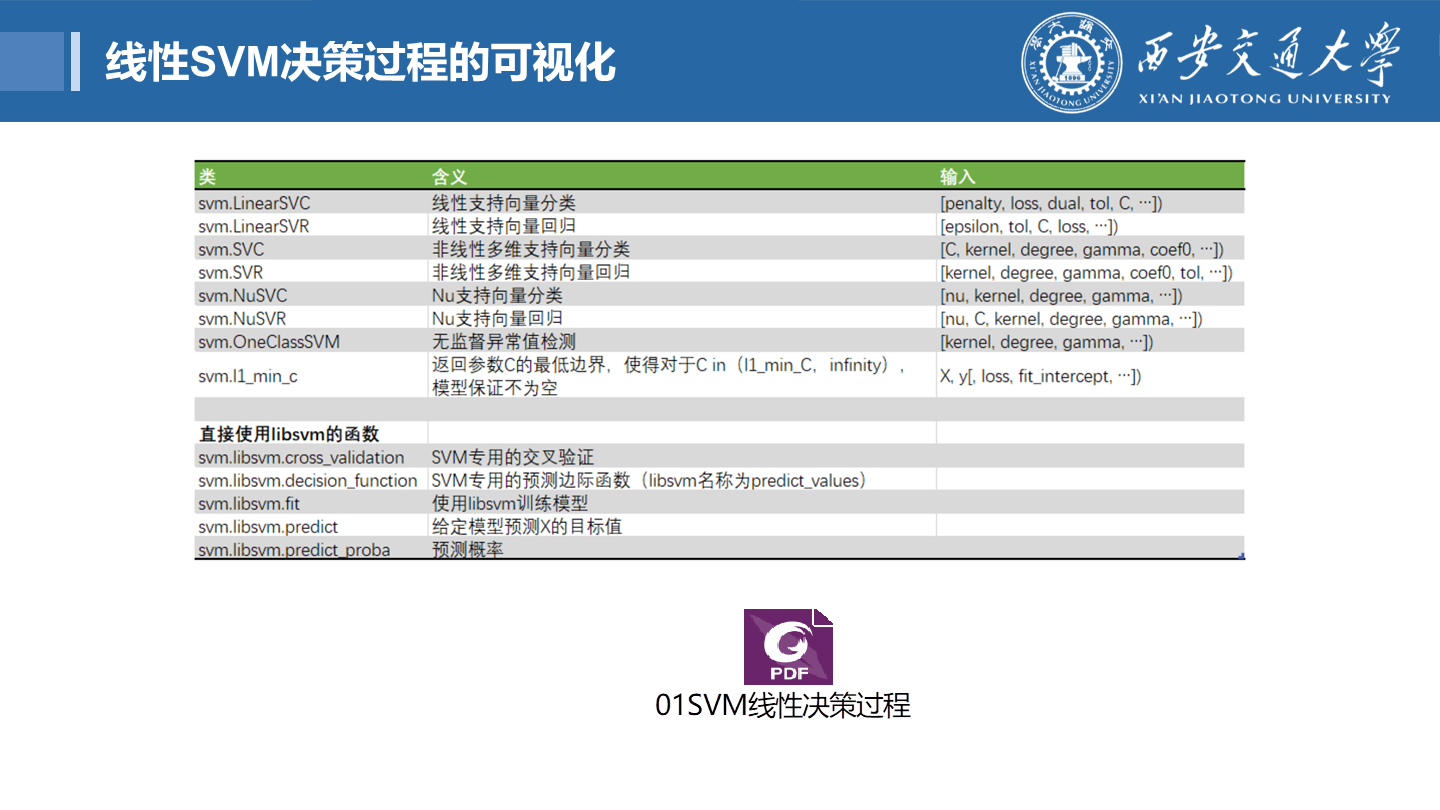 线性SVM决策过程的可视化
西安交通大学
XI'AN JIAOTONG UNIVERSITY
1896
XI'AN JIAOTONG UNIVERSITY
类 含义 输入
svm.LinearSVC 线性支持向量分类 [penalty, loss, dual, tol, C, …])
svm.LinearSVR 线性支持向量回归 [epsilon, tol, C, loss, …])
svm.SVC 非线性多维支持向量分类 [C, kernel, degree, gamma, coef0, …])
svm.SVR 非线性多维支持向量回归 [kernel, degree, gamma, coef0, tol, …])
svm.NuSVC Nu支持向量分类 [nu, kernel, degree, gamma, …])
svm.NuSVR Nu支持向量回归 [nu, C, kernel, degree, gamma, …])
svm.OneClassSVM 无监督异常值检测 [kernel, degree, gamma, …])
svm.l1_min_c 返回参数C的最低边界，使得对于C in（l1_min_C，infinity），
模型保证不为空 X, y[, loss, fit_intercept, …])
直接使用libsvm的函数
svm.libsvm.cross_validation SVM专用的交叉验证
svm.libsvm.decision_function SVM专用的预测边际函数（libsvm名称为predict_values）
svm.libsvm.fit 使用libsvm训练模型
svm.libsvm.predict 给定模型预测X的目标值
svm.libsvm.predict_proba 预测概率
PDF
01SVM线性决策过程